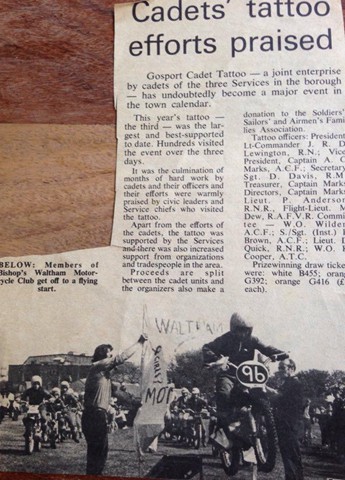 Cadets' tattoo
efforts praised
Gosport Cadet Tattoo — a joint enterprise
by cadets of the three Services in the borough
— has undoubtedly become a major event in
the town calendar.
This year's tattoo —
the third — was the lar-
gest and best-supported
to date. Hundreds visited
the event over the three
days.
It was the culmination
of months of hard work by
cadets and their officers
and their efforts were
warmly praised by civic leaders and
Service chiefs who visited
the tattoo.
Apart from the efforts of
the cadets, the tattoo was
supported by the Services
and there was also increased
support from organizations
and tradespeople in the area.
Proceeds are split
between the cadet units and
the organizers also make a
donation to the Soldiers'
Sailors' and Airmen's Fami
lies Association.
Tattoo officers: President
Lt-Commander J. R. D
Lewington, R.N.; Vice
President, Captain A. C
Marks, A.C.F.; Secretary
Sgt. D. Davis, R.M.
Treasurer, Captain Marks
Directors, Captain Marks
Lieut. P. Anderson
R.N.R., Flight-Lieut. M
Dew, R.A.F.V.R. Commi
tee — W.O. Wilder
A.C.F.; S./Sgt. (Inst.) 
Brown, A.C.F.; Lieut. 
Quick, R.N.R.; W.O. 
Cooper, A.T.C.
Prizewinning draw ticke
were: white B455; oran
G392; orange G416 (£
each).
BELOW: Members of
Bishop's Waltham Motor-
cycle Club get off to a flying
start.
WALTHAM
MOT
96